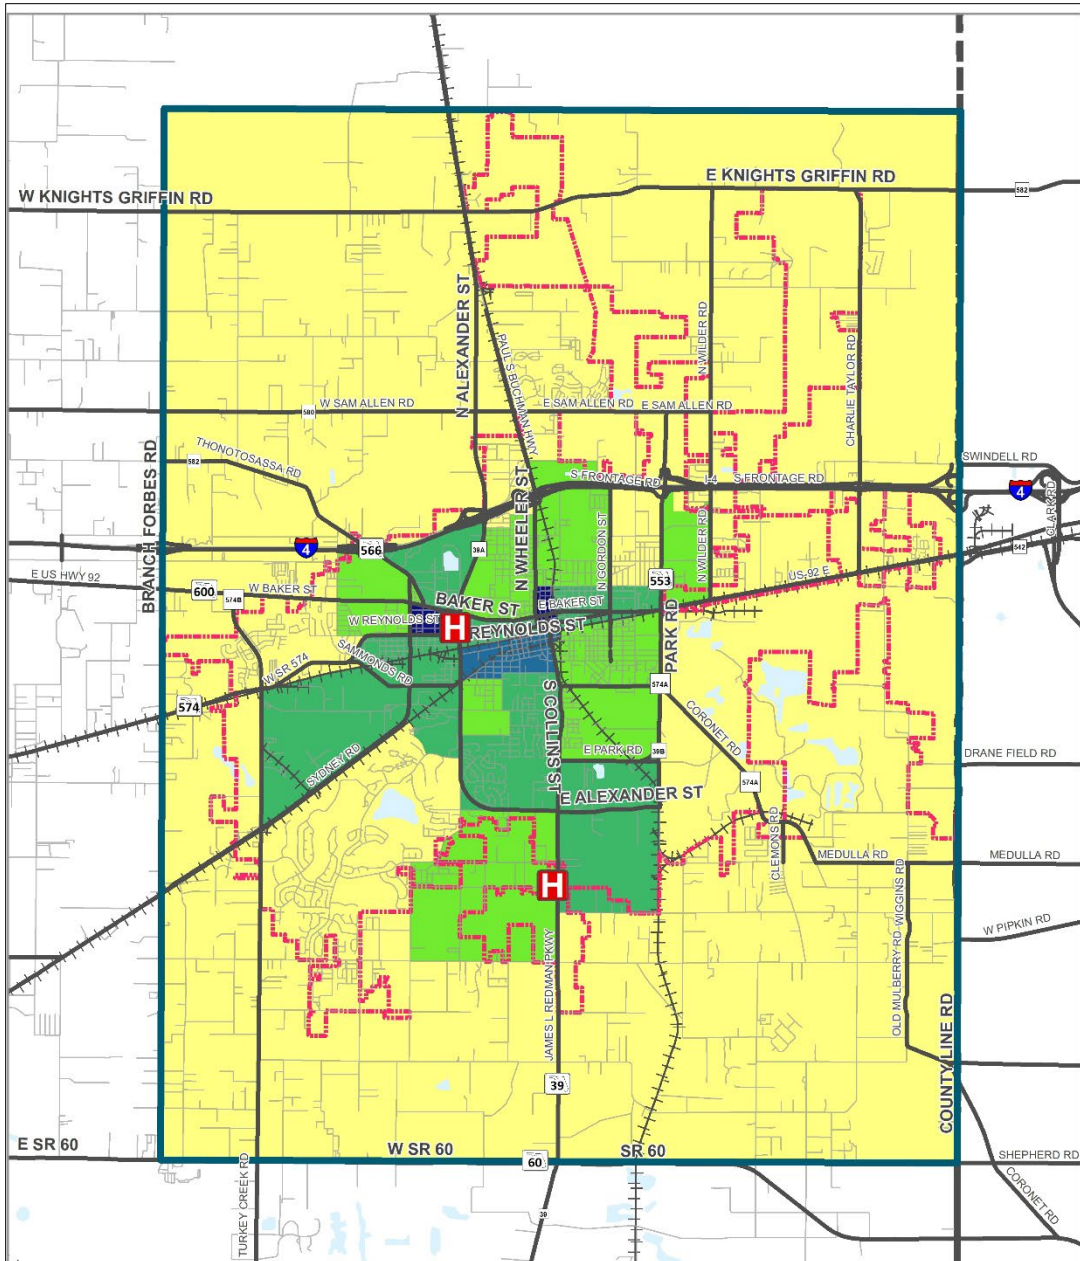 W KNIGHTS GRIFFIN RD
E KNIGHTS GRIFFIN RD
582
N ALEXANDER ST
PAUL S BUCHMAN HWY
N WILDER RD
CHARLIE TAYLOR RD
W SAM ALLEN RD
580
E SAM ALLEN RD
E SAM ALLEN RD
BRANCH FORBES RD
THONOTOSASSA RD
582
SWINDELL RD
S FRONTAGE RD
I-4
S FRONTAGE RD
4
CLARK RD
N WHEELER ST
N GORDON ST
N WILDER RD
4
566
39A
542
E US HWY 92
600
574B
W BAKER ST
BAKER ST
E BAKER ST
553
US-92 E
W REYNOLDS ST
H
REYNOLDS ST
PARK RD
SAMMONDS RD
W SR 574
574
574A
S COLLINS ST
CORONET RD
SYDNEY RD
E PARK RD
39B
DRANE FIELD RD
574A
E ALEXANDER ST
CLEMONS RD
MEDULLA RD
MEDULLA RD
H
OLD MULBERRY RD
WIGGINS RD
W PIPKIN RD
JAMES L REDMAN PKWY
COUNTY LINE RD
39
E SR 60
W SR 60
60
SR 60
SHEPHERD RD
TURKEY CREEK RD
39
CORONET RD